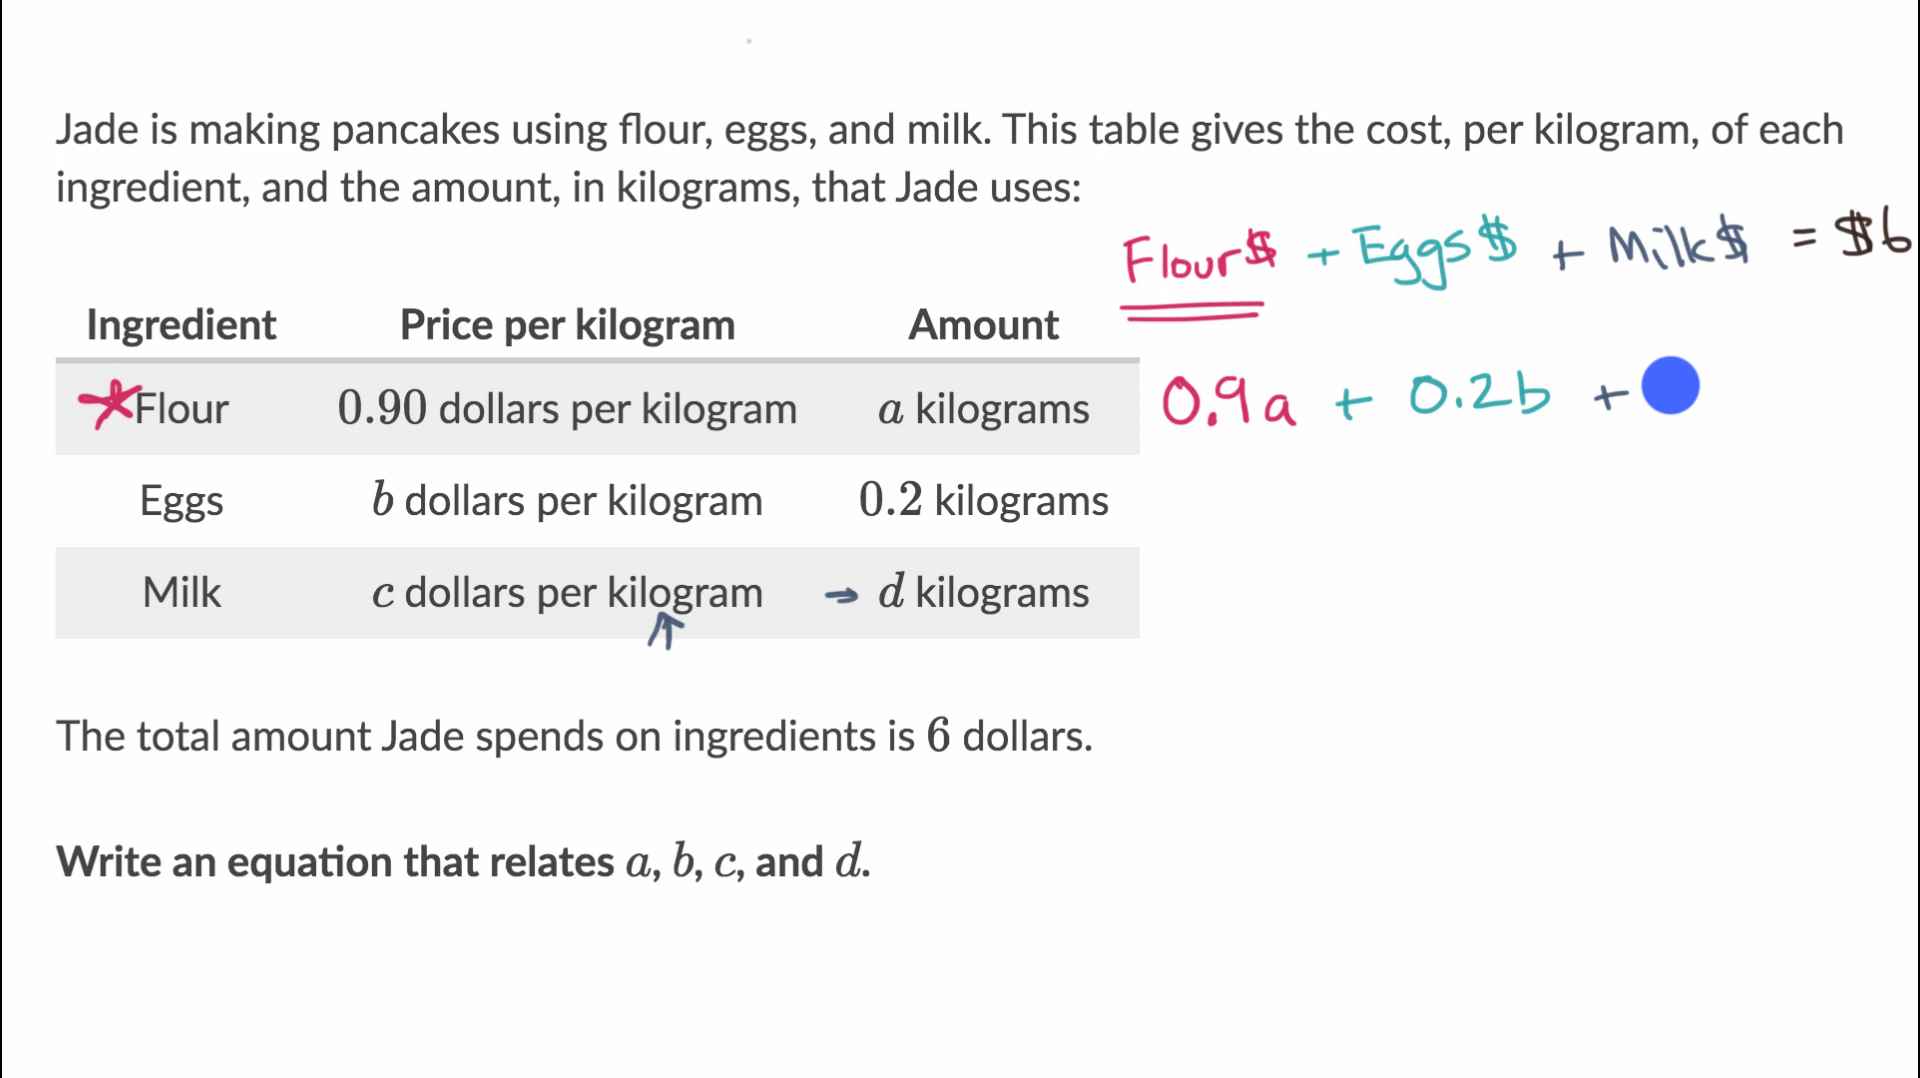 Jade is making pancakes using flour, eggs, and milk. This table gives the cost, per kilogram, of each
ingredient, and the amount, in kilograms, that Jade uses:
Flour$ + Eggs$ + Milk$ = $6
Ingredient Price per kilogram Amount
Flour 0.90 dollars per kilogram a kilograms
0.9a + 0.2b +
Eggs b dollars per kilogram 0.2 kilograms
Milk c dollars per kilogram → d kilograms
The total amount Jade spends on ingredients is 6 dollars.
Write an equation that relates a, b, c, and d.